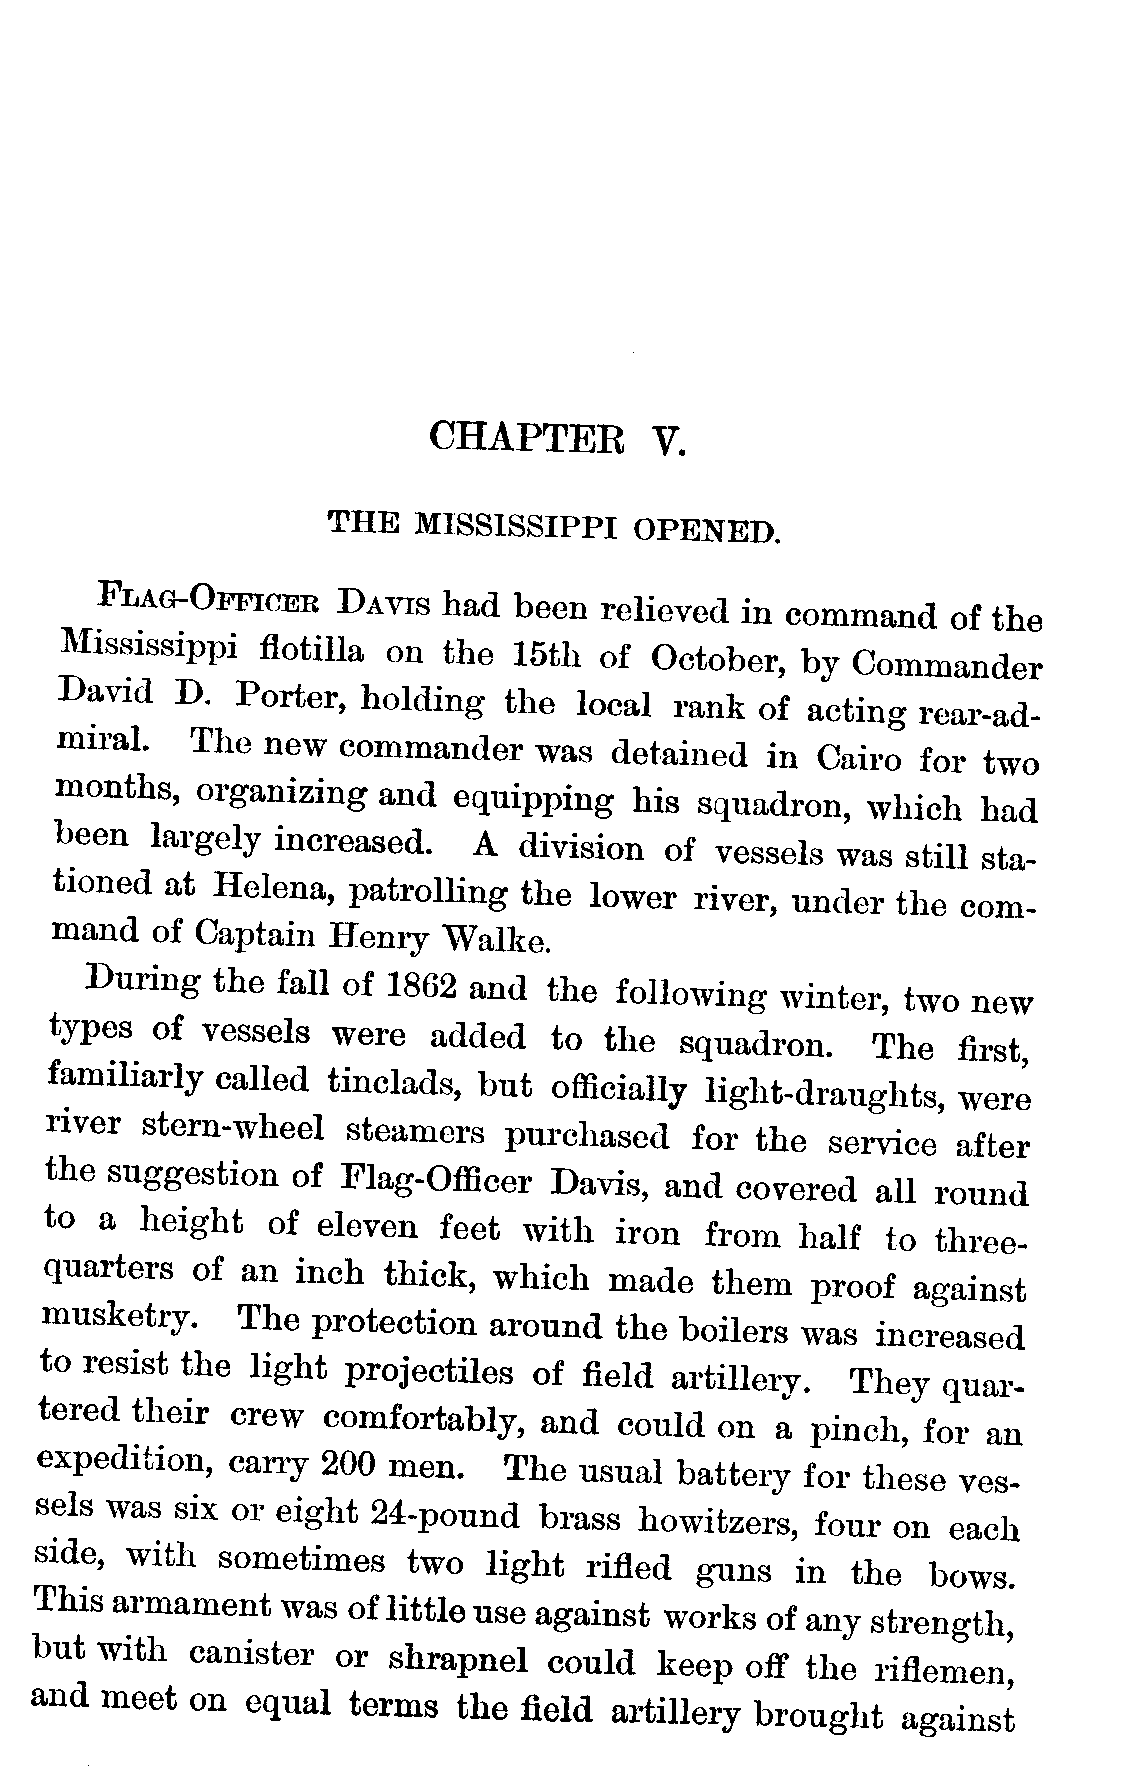 CHAPTER V.
THE MISSISSIPPI OPENED.
FLAG-OFFICER DAVIS had been relieved in command of the
Mississippi flotilla on the 15th of October, by Commander
David D. Porter, holding the local rank of acting rear-ad-
miral. The new commander was detained in Cairo for two
months, organizing and equipping his squadron, which had
been largely increased. A division of vessels was still sta-
tioned at Helena, patrolling the lower river, under the com-
mand of Captain Henry Walke.
During the fall of 1862 and the following winter, two new
types of vessels were added to the squadron. The first,
familiarly called tinclads, but officially light-draughts, were
river stern-wheel steamers purchased for the service after
the suggestion of Flag-Officer Davis, and covered all round
to a height of eleven feet with iron from half to three-
quarters of an inch thick, which made them proof against
musketry. The protection around the boilers was increased
to resist the light projectiles of field artillery. They quar-
tered their crew comfortably, and could on a pinch, for an
expedition, carry 200 men. The usual battery for these ves-
sels was six or eight 24-pound brass howitzers, four on each
side, with sometimes two light rifled guns in the bows.
This armament was of little use against works of any strength,
but with canister or shrapnel could keep off the riflemen,
and meet on equal terms the field artillery brought against